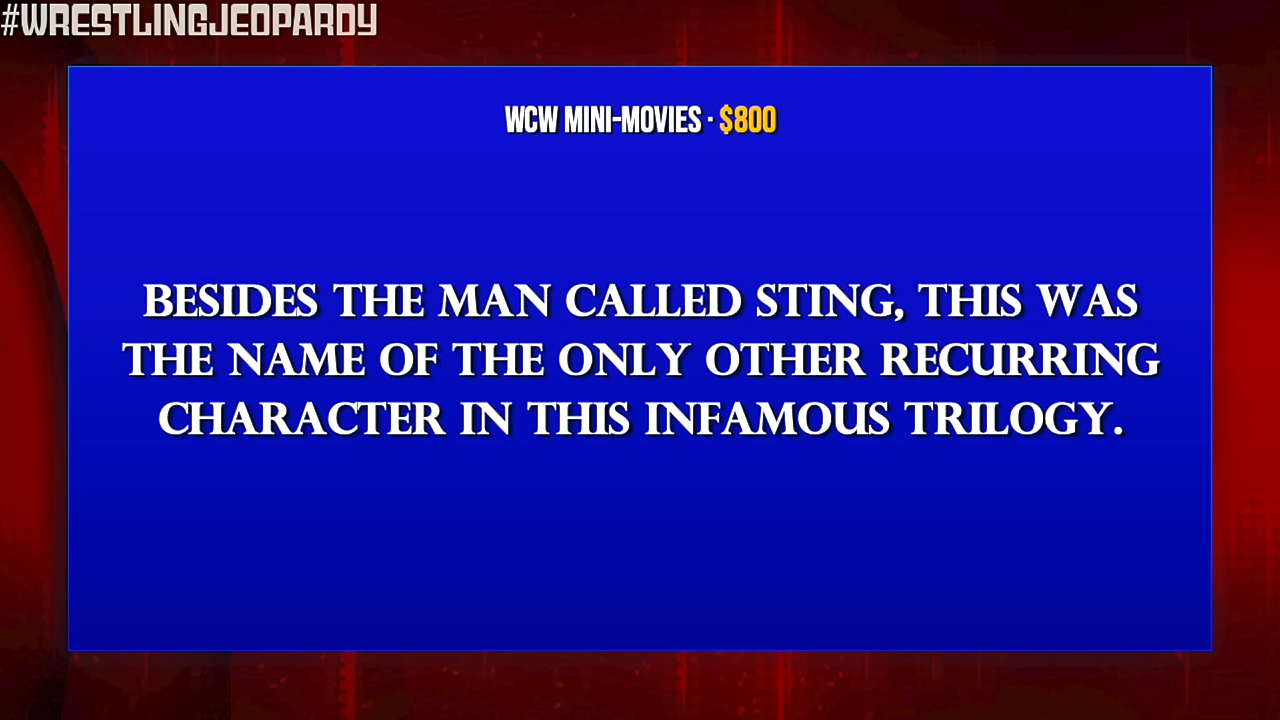 #WRESTLINGJEOPARDY
WCW MINI-MOVIES · $800
BESIDES THE MAN CALLED STING, THIS WAS
THE NAME OF THE ONLY OTHER RECURRING
CHARACTER IN THIS INFAMOUS TRILOGY.